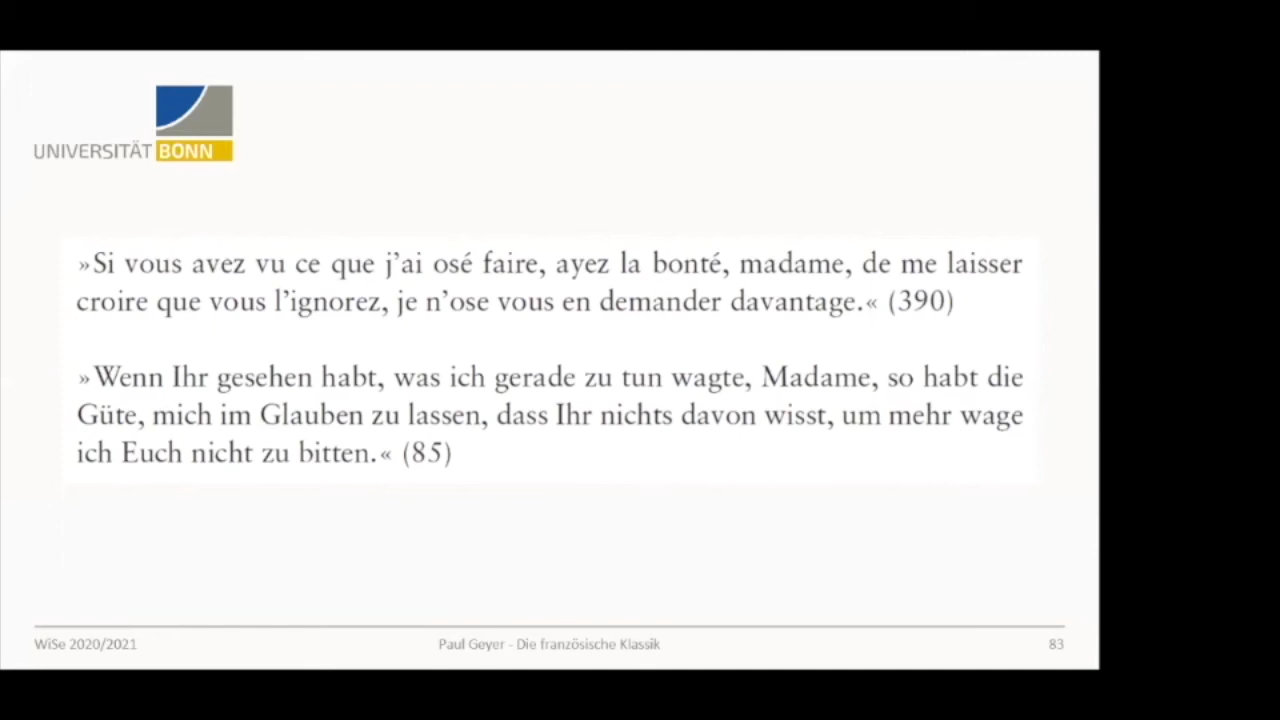 UNIVERSITÄT BONN
»Si vous avez vu ce que j’ai osé faire, ayez la bonté, madame, de me laisser
croire que vous l’ignorez, je n’ose vous en demander davantage.« (390)
»Wenn Ihr gesehen habt, was ich gerade zu tun wagte, Madame, so habt die
Güte, mich im Glauben zu lassen, dass Ihr nichts davon wisst, um mehr wage
ich Euch nicht zu bitten.« (85)
WiSe 2020/2021 Paul Geyer - Die französische Klassik 83